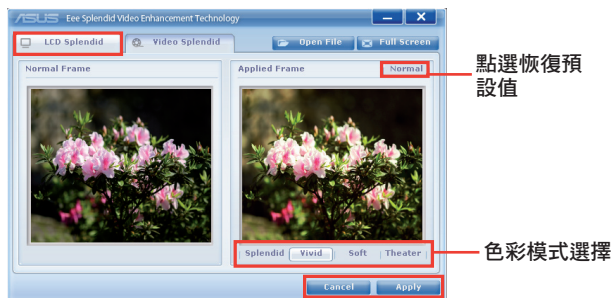 ASUS Eee Splendid Video Enhancement Technology
LCD Splendid Video Splendid Open File Full Screen
Normal Frame
Applied Frame Normal
點選恢復預
設值
Splendid Vivid Soft Theater
色彩模式選擇
Cancel Apply